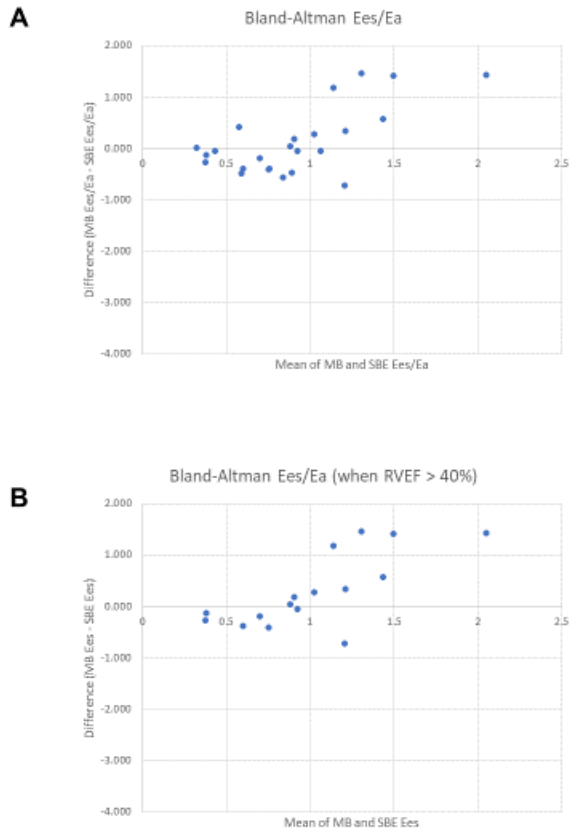 A
Bland-Altman Ees/Ea
2.000
1.000
0.000
0 0.5 1 1.5 2 2.5
-1.000
-2.000
-3.000
-4.000
Difference (MB Ees/Ea - SBE Ees/Ea)
Mean of MB and SBE Ees/Ea
B
Bland-Altman Ees/Ea (when RVEF > 40%)
2.000
1.000
0.000
0 0.5 1 1.5 2 2.5
-1.000
-2.000
-3.000
-4.000
Difference (MB Ees - SBE Ees)
Mean of MB and SBE Ees